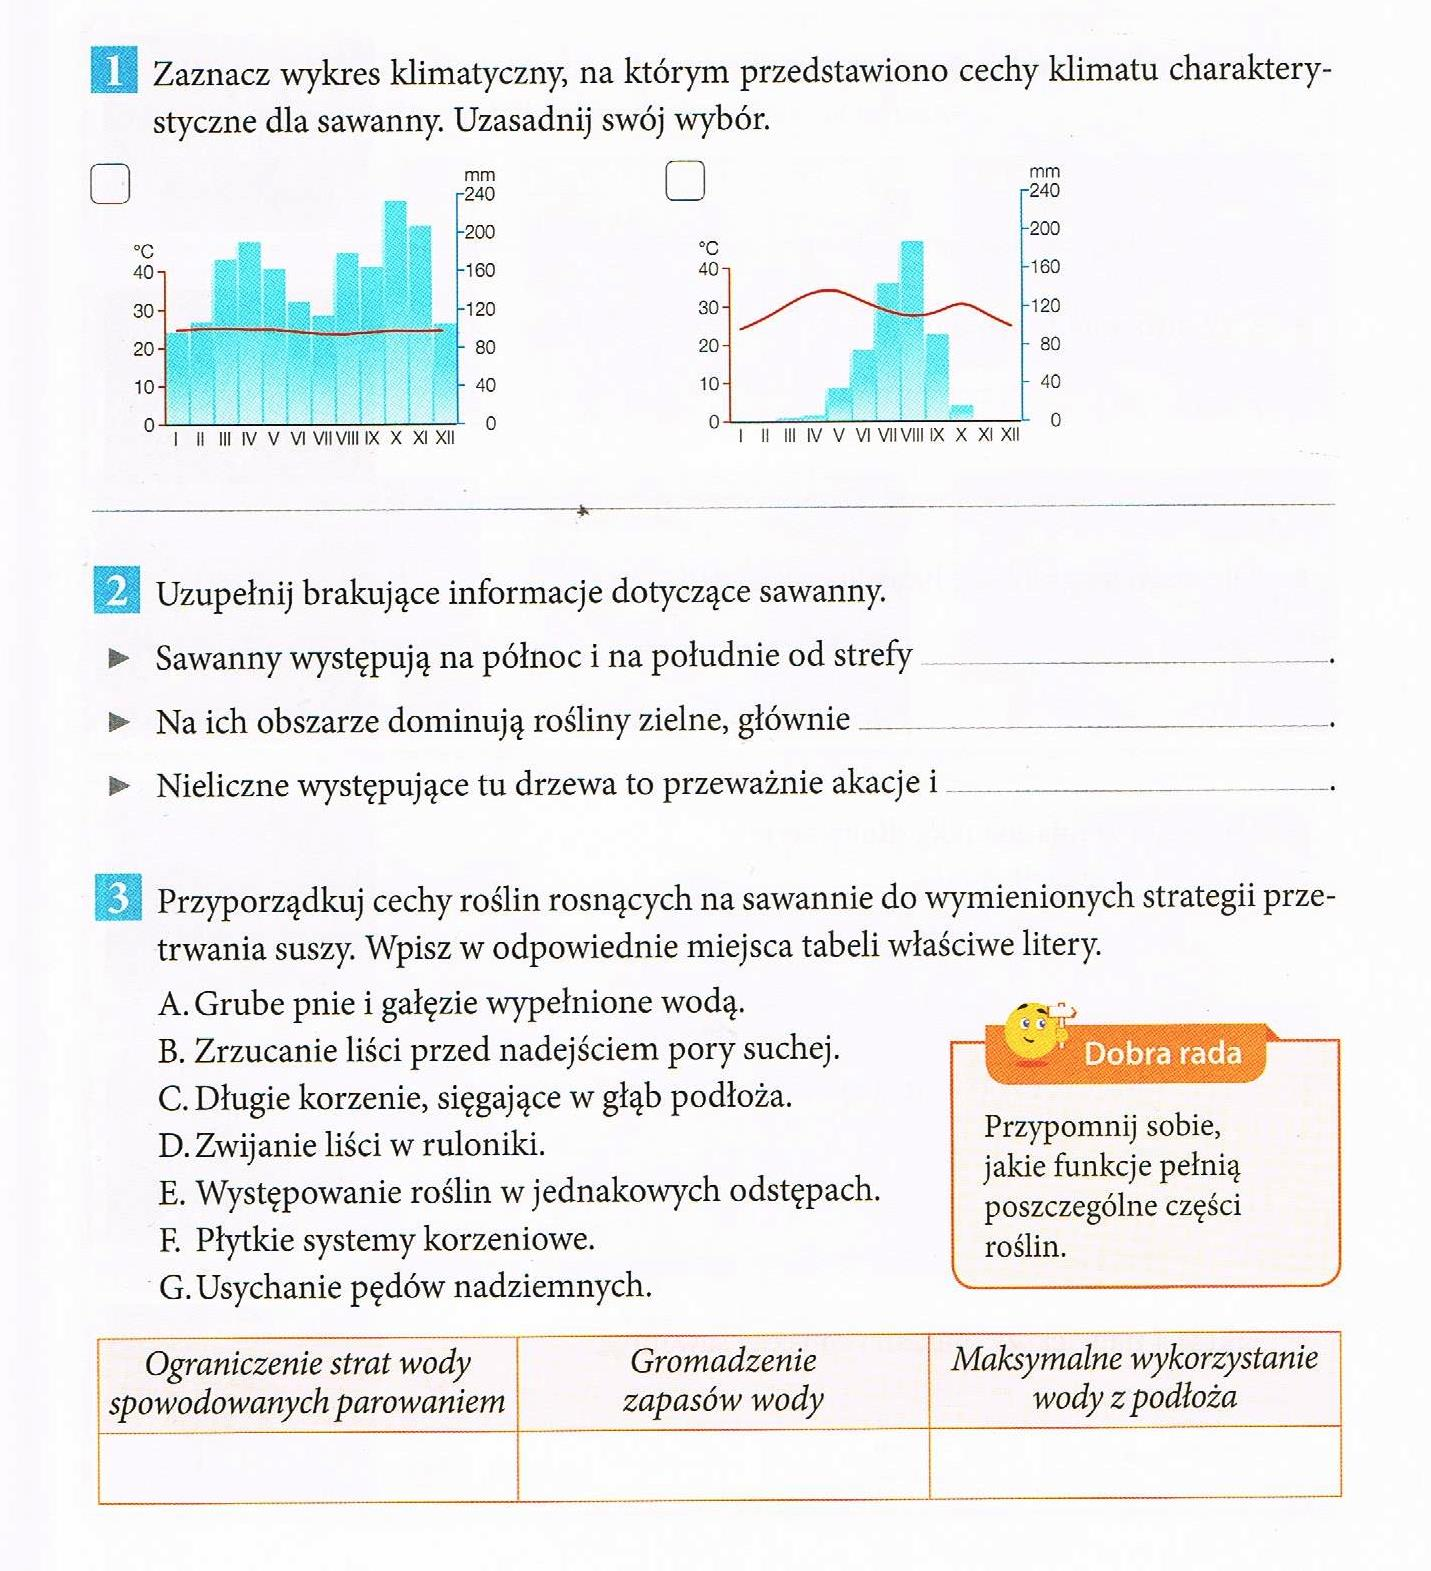 1 Zaznacz wykres klimatyczny, na którym przedstawiono cechy klimatu charaktery-
styczne dla sawanny. Uzasadnij swój wybór.
mm
240
200
160
120
80
40
0
°C
40
30
20
10
0
I II III IV V VI VII VIII IX X XI XII
mm
240
200
160
120
80
40
0
°C
40
30
20
10
0
I II III IV V VI VII VIII IX X XI XII
2 Uzupełnij brakujące informacje dotyczące sawanny.
Sawanny występują na północ i na południe od strefy .
Na ich obszarze dominują rośliny zielne, głównie .
Nieliczne występujące tu drzewa to przeważnie akacje i .
3 Przyporządkuj cechy roślin rosnących na sawannie do wymienionych strategii prze-
trwania suszy. Wpisz w odpowiednie miejsca tabeli właściwe litery.
A. Grube pnie i gałęzie wypełnione wodą.
B. Zrzucanie liści przed nadejściem pory suchej.
C. Długie korzenie, sięgające w głąb podłoża.
D. Zwijanie liści w ruloniki.
E. Występowanie roślin w jednakowych odstępach.
F. Płytkie systemy korzeniowe.
G. Usychanie pędów nadziemnych.
Dobra rada
Przypomnij sobie,
jakie funkcje pełnią
poszczególne części
roślin.
Ograniczenie strat wody
spowodowanych parowaniem
Gromadzenie
zapasów wody
Maksymalne wykorzystanie
wody z podłoża